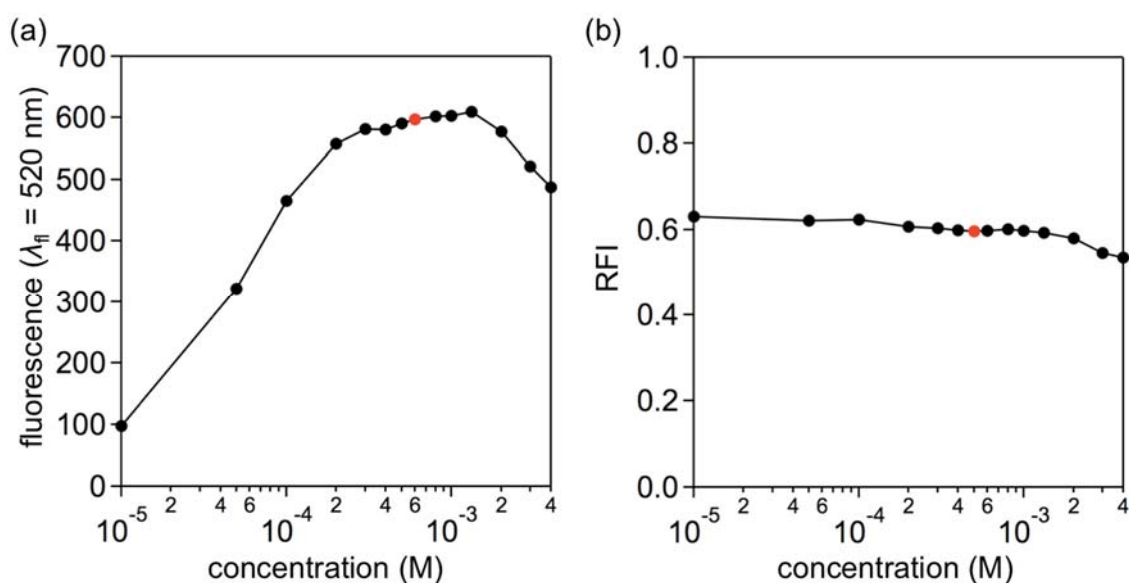 (a)
700
600
500
400
300
200
100
0
fluorescence (λfl = 520 nm)
2 4 6 2 4 6 2 4
10-5 10-4 10-3
concentration (M)
(b)
1.0
0.8
0.6
0.4
0.2
0.0
RFI
2 4 6 2 4 6 2 4
10-5 10-4 10-3
concentration (M)